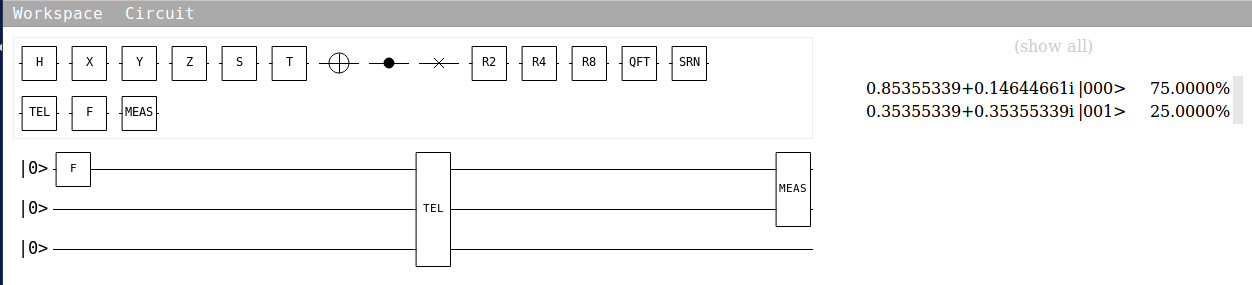 Workspace Circuit
H X Y Z S T R2 R4 R8 QFT SRN
(show all)
0.85355339+0.14644661i |000> 75.0000%
0.35355339+0.35355339i |001> 25.0000%
TEL F MEAS
|0> F
|0> TEL MEAS
|0>